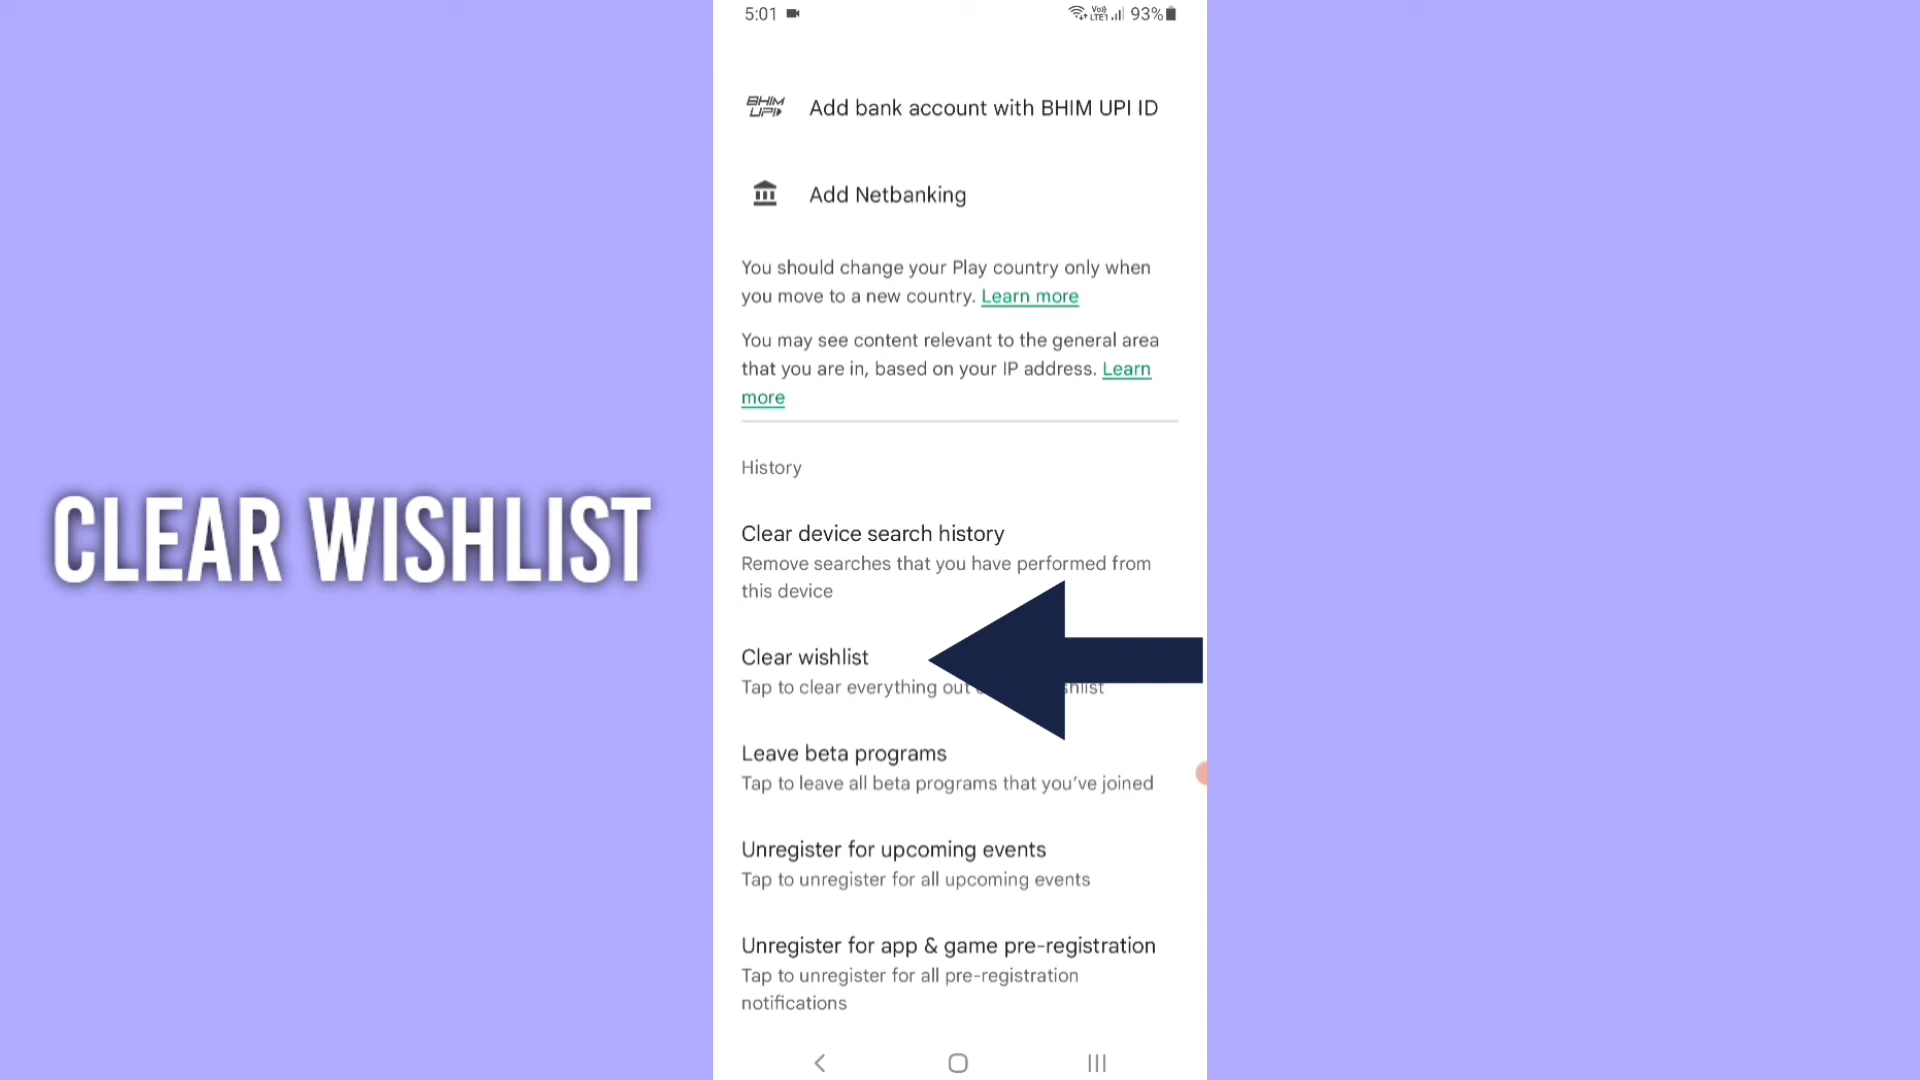 5:01
Vo)) LTE1 93%
BHIM UPI
Add bank account with BHIM UPI ID
Add Netbanking
You should change your Play country only when
you move to a new country. Learn more
You may see content relevant to the general area
that you are in, based on your IP address. Learn
more
History
CLEAR WISHLIST
Clear device search history
Remove searches that you have performed from
this device
Clear wishlist
Tap to clear everything out
Leave beta programs
Tap to leave all beta programs that you've joined
Unregister for upcoming events
Tap to unregister for all upcoming events
Unregister for app & game pre-registration
Tap to unregister for all pre-registration
notifications